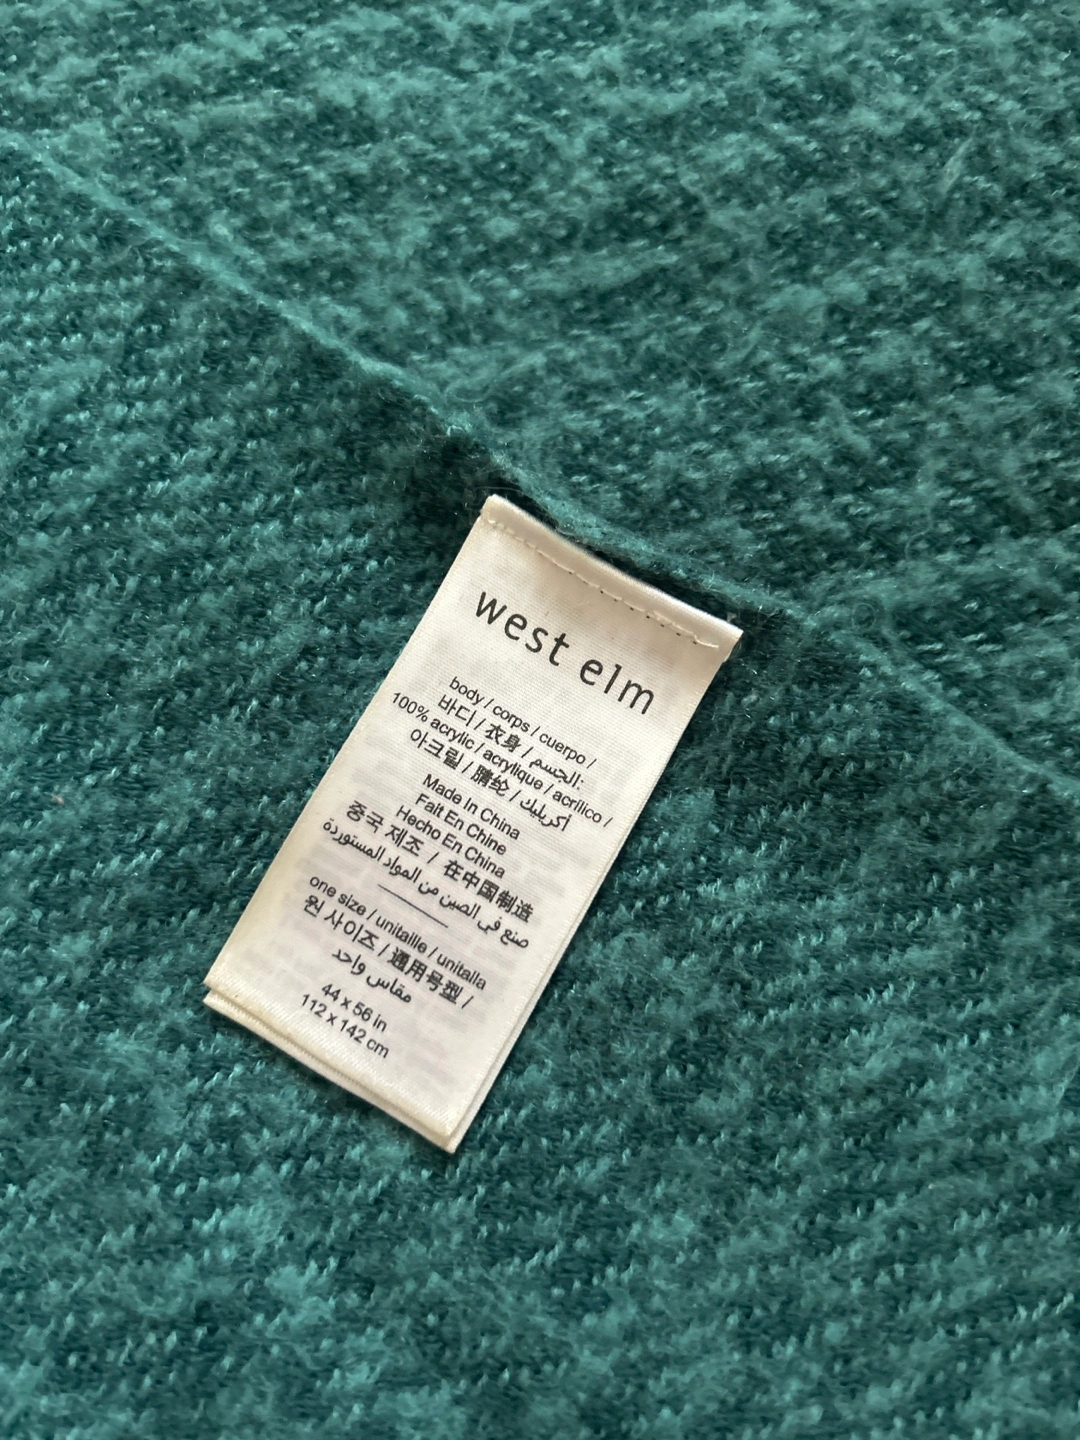 west elm
body / corps / cuerpo /
바디 / 衣身 / الجسم:
100% acrylic / acrylique / acrílico /
아크릴 / 腈纶 / أكريليك
Made In China
Fait En Chine
Hecho En China
중국 제조 / 在中国制造
صنع في الصين من المواد المستوردة
one size / unitaille / unitalla
원 사이즈 / 通用号型 /
مقاس واحد
44 x 56 in
112 x 142 cm